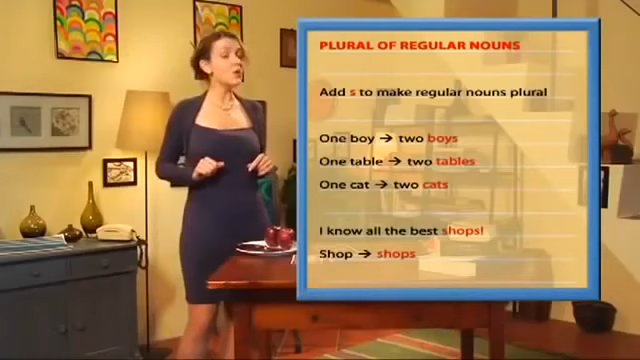 PLURAL OF REGULAR NOUNS
Add s to make regular nouns plural
One boy → two boys
One table → two tables
One cat → two cats
I know all the best shops!
Shop → shops